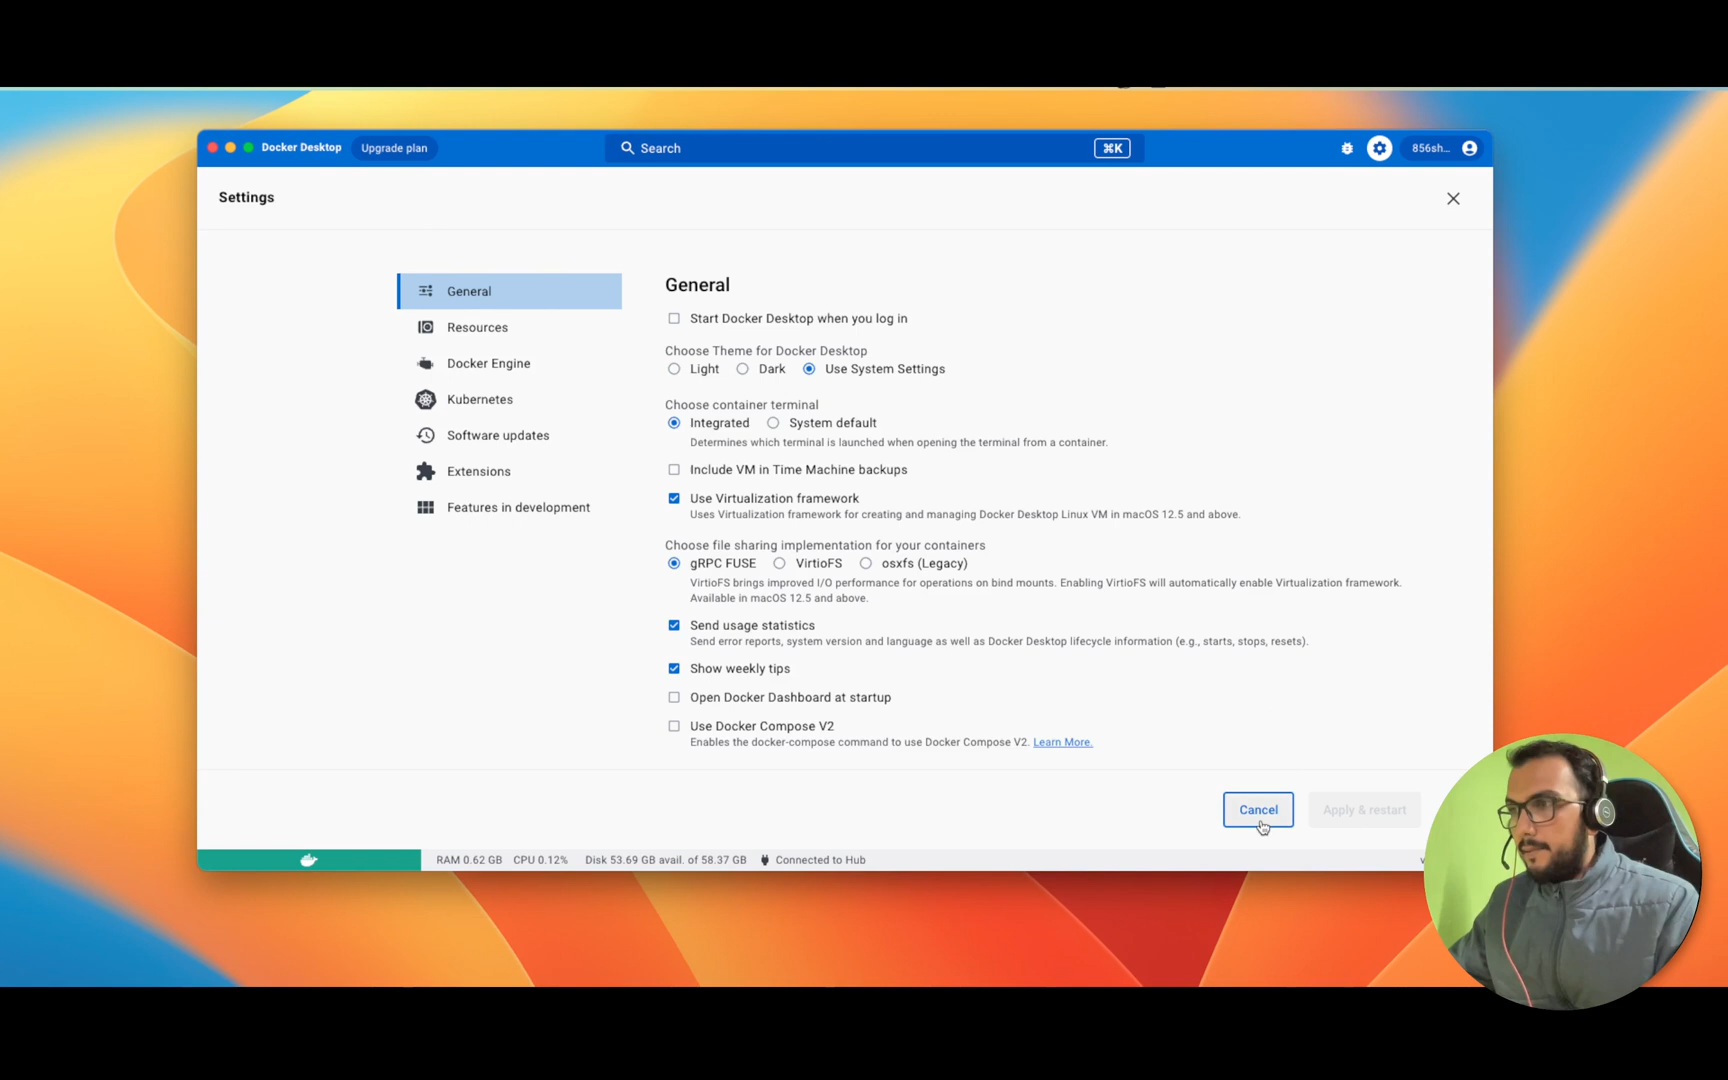 Docker Desktop
Upgrade plan
Search
⌘K
856sh...
Settings
General
Resources
Docker Engine
Kubernetes
Software updates
Extensions
Features in development
General
Start Docker Desktop when you log in
Choose Theme for Docker Desktop
Light Dark Use System Settings
Choose container terminal
Integrated System default
Determines which terminal is launched when opening the terminal from a container.
Include VM in Time Machine backups
Use Virtualization framework
Uses Virtualization framework for creating and managing Docker Desktop Linux VM in macOS 12.5 and above.
Choose file sharing implementation for your containers
gRPC FUSE VirtioFS osxfs (Legacy)
VirtioFS brings improved I/O performance for operations on bind mounts. Enabling VirtioFS will automatically enable Virtualization framework.
Available in macOS 12.5 and above.
Send usage statistics
Send error reports, system version and language as well as Docker Desktop lifecycle information (e.g., starts, stops, resets).
Show weekly tips
Open Docker Dashboard at startup
Use Docker Compose V2
Enables the docker-compose command to use Docker Compose V2. Learn More.
Cancel
Apply & restart
RAM 0.62 GB CPU 0.12% Disk 53.69 GB avail. of 58.37 GB Connected to Hub